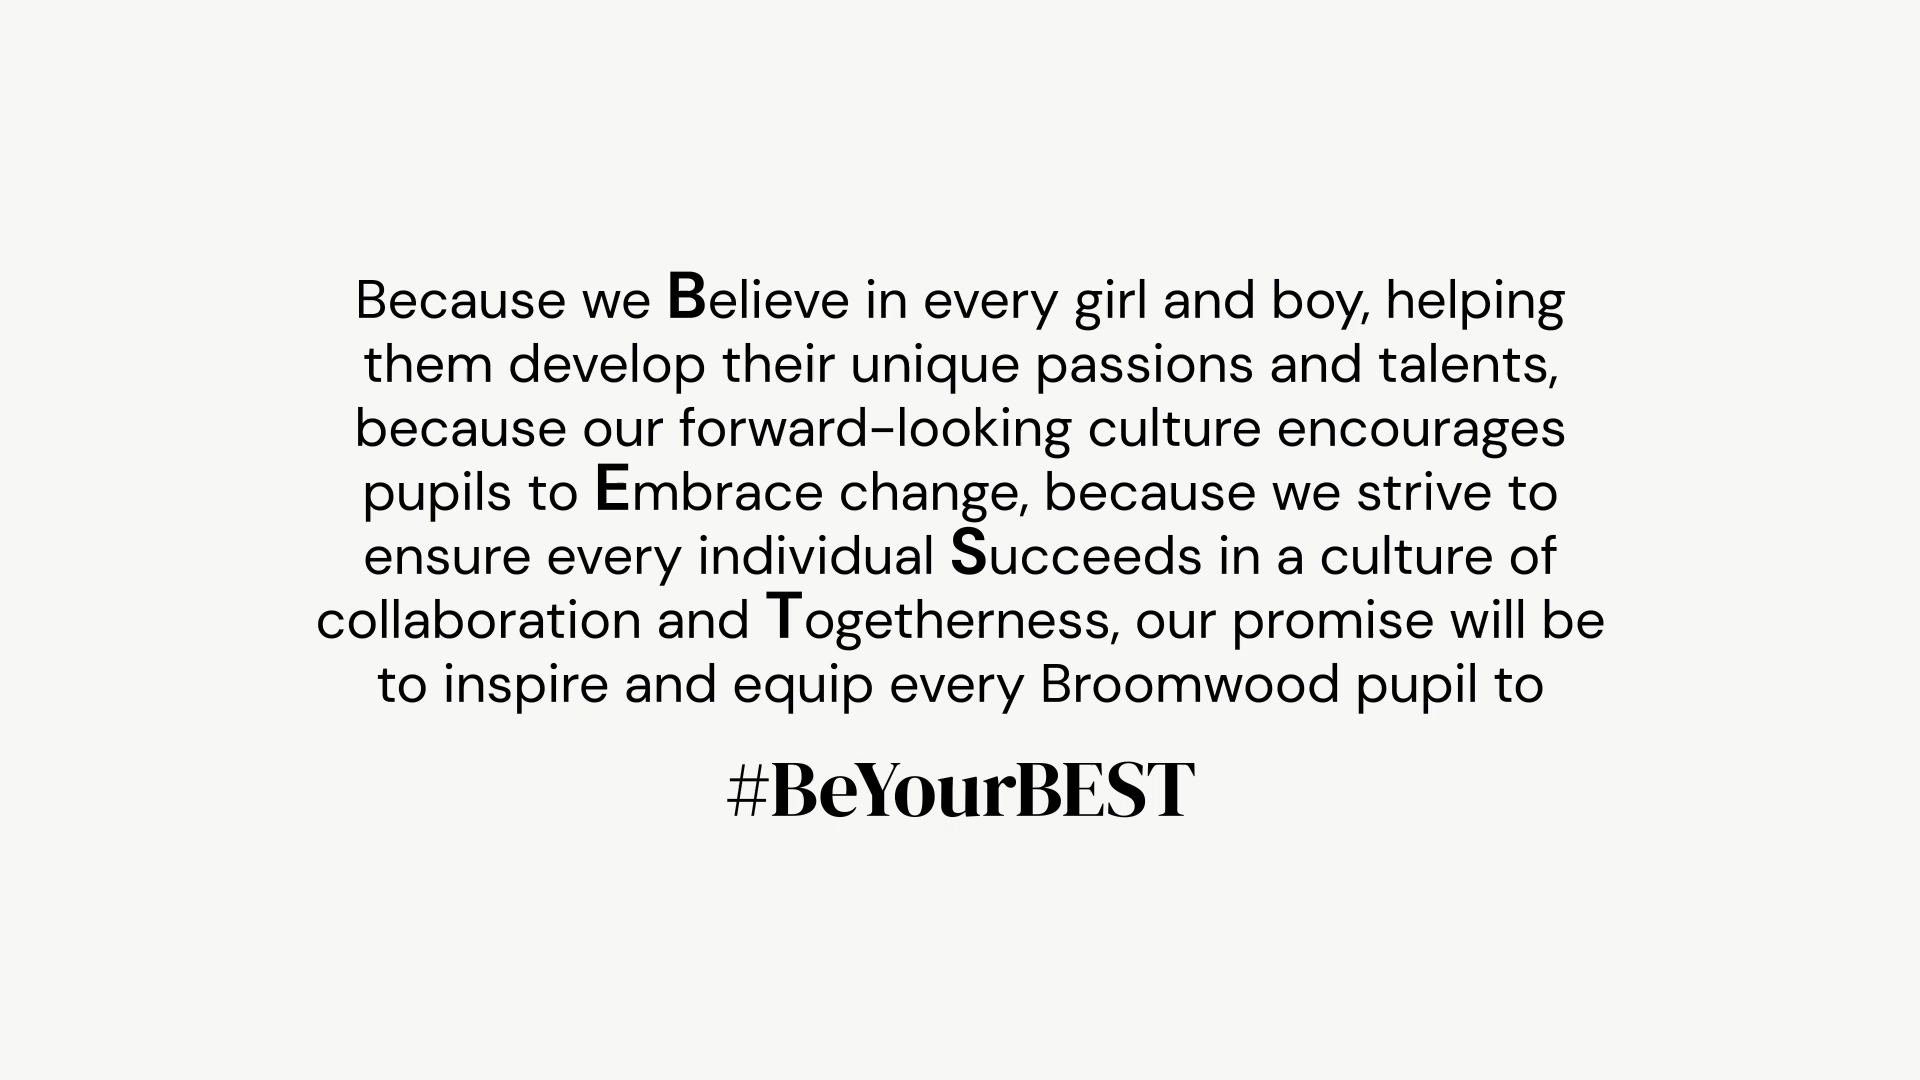 Because we Believe in every girl and boy, helping
them develop their unique passions and talents,
because our forward-looking culture encourages
pupils to Embrace change, because we strive to
ensure every individual Succeeds in a culture of
collaboration and Togetherness, our promise will be
to inspire and equip every Broomwood pupil to
#BeYourBEST